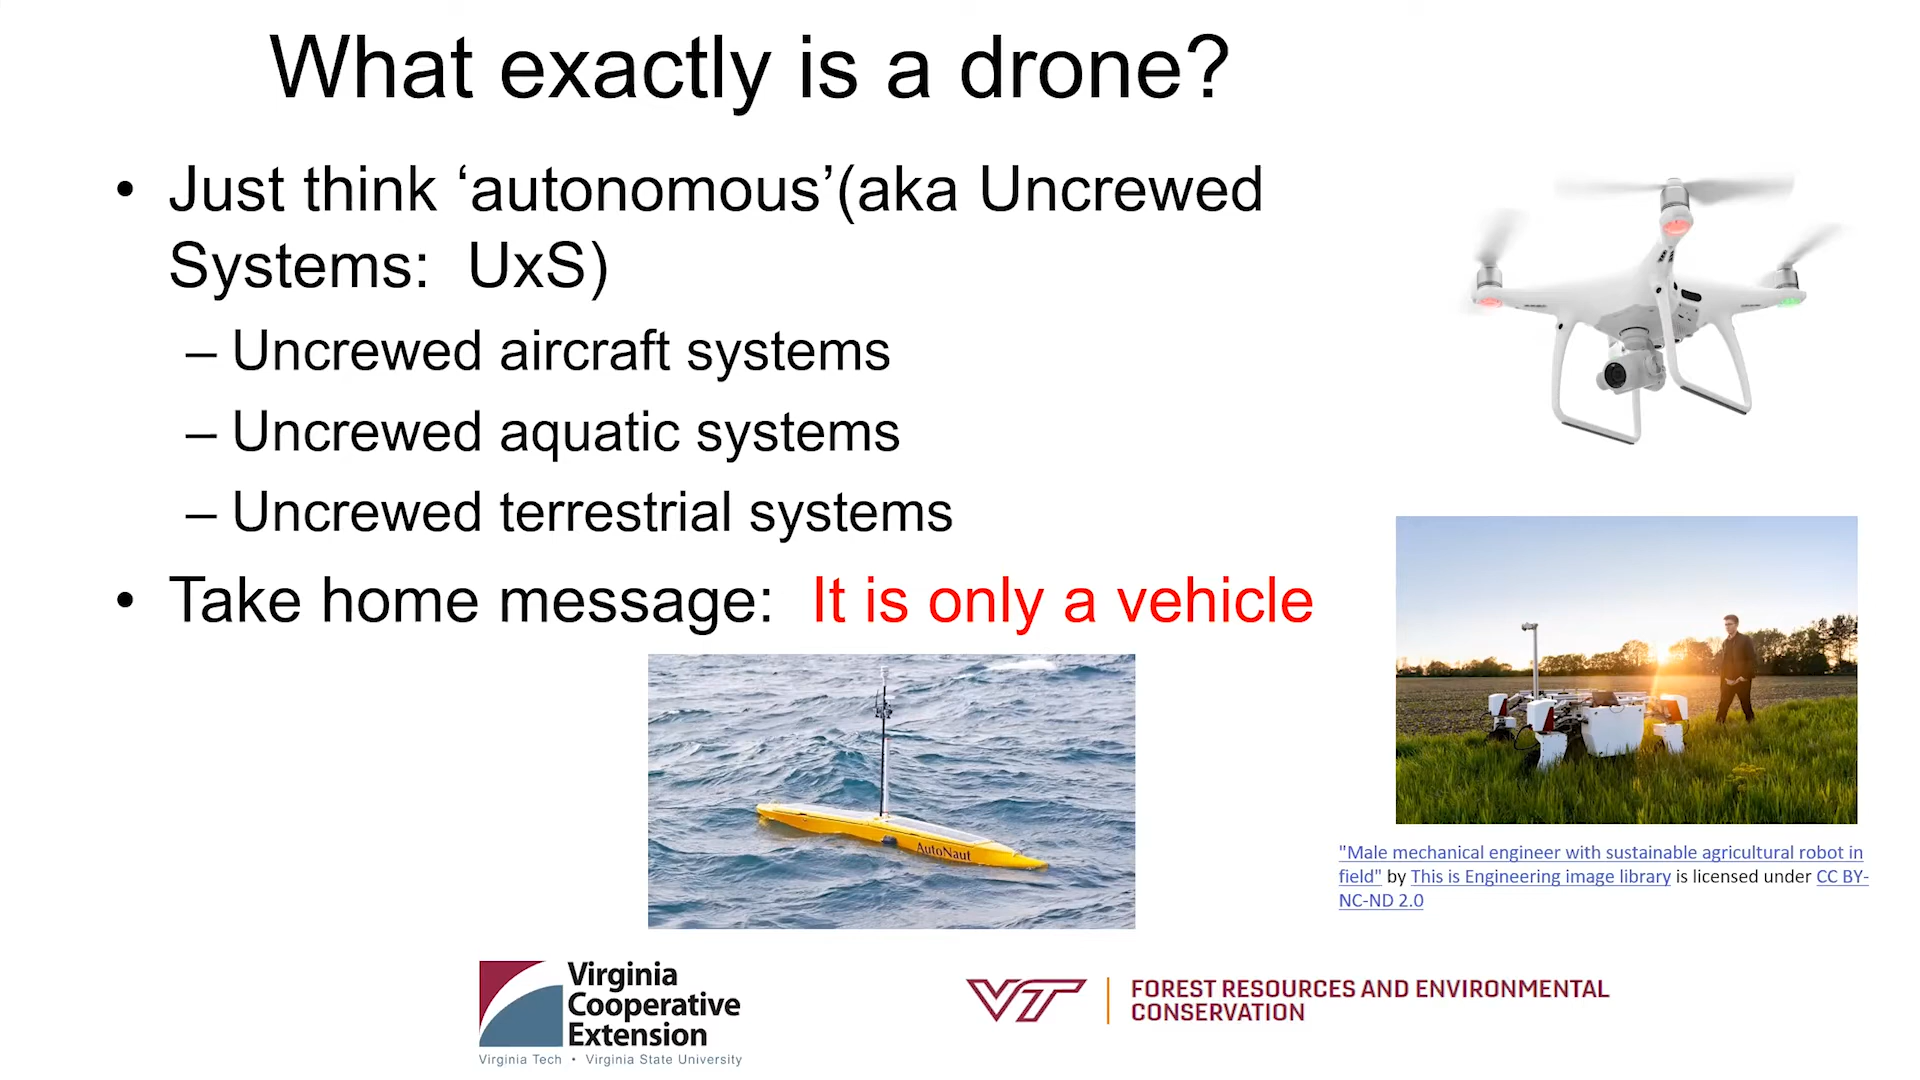 What exactly is a drone?
• Just think ‘autonomous’(aka Uncrewed
Systems:  UxS)
– Uncrewed aircraft systems
– Uncrewed aquatic systems
– Uncrewed terrestrial systems
• Take home message:  It is only a vehicle
AutoNaut
"Male mechanical engineer with sustainable agricultural robot in
field" by This is Engineering image library is licensed under CC BY-
NC-ND 2.0
Virginia
Cooperative
Extension
Virginia Tech • Virginia State University
VT
FOREST RESOURCES AND ENVIRONMENTAL
CONSERVATION